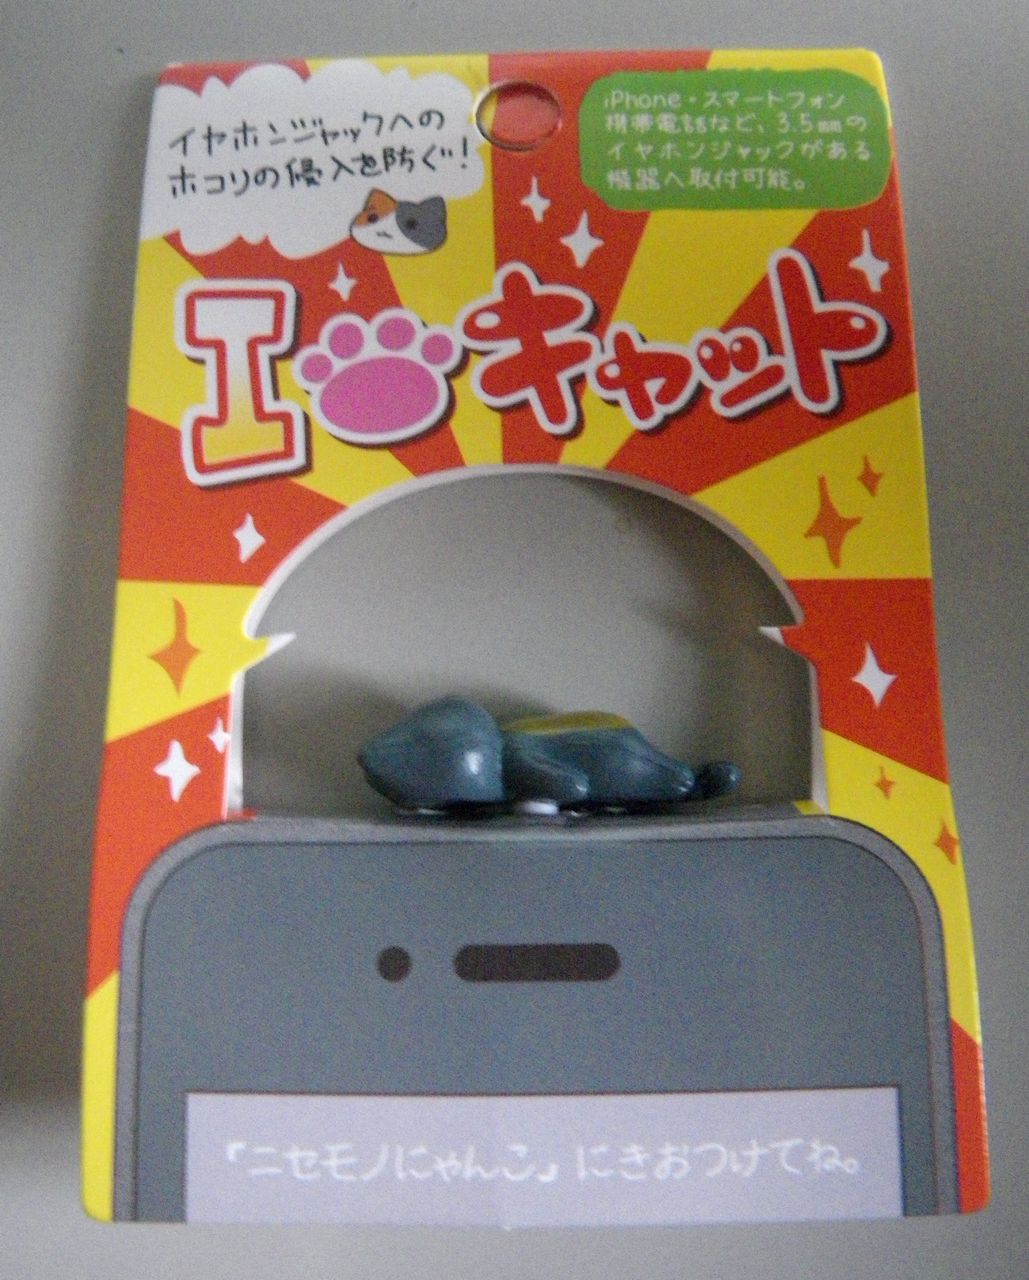 イヤホンジャックへの
ホコリの侵入を防ぐ!
iPhone・スマートフォン
携帯電話など、3.5㎜の
イヤホンジャックがある
機器へ取付可能。
I キャット
「ニセモノにゃんこ」にきおつけてね。